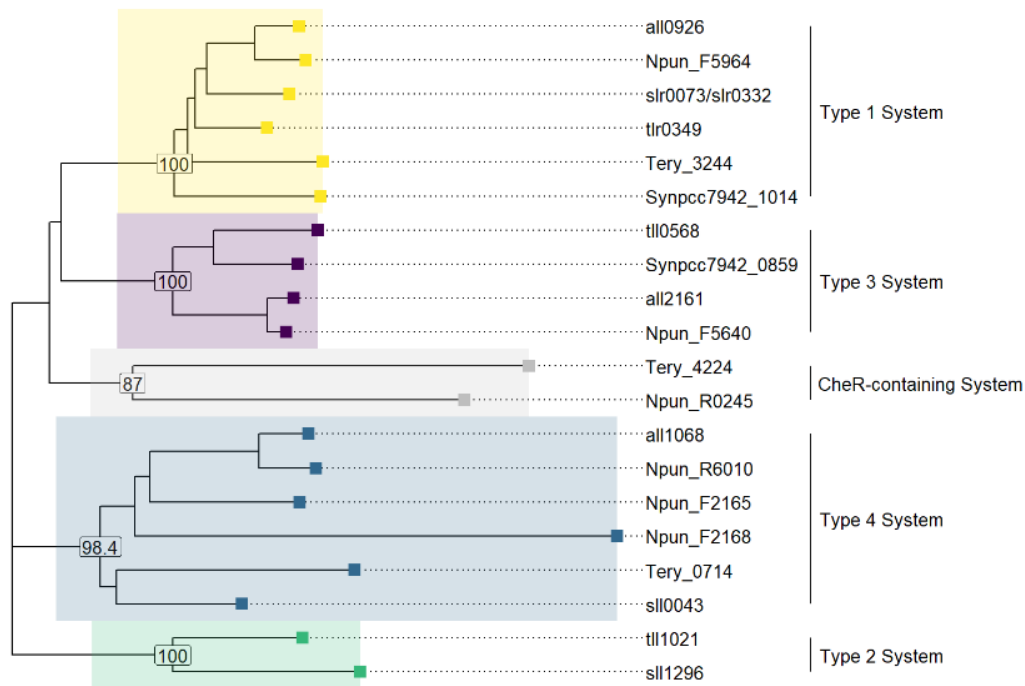 all0926
Npun_F5964
slr0073/slr0332
Type 1 System
tlr0349
100
Tery_3244
Synpcc7942_1014
tll0568
Synpcc7942_0859
100
Type 3 System
all2161
Npun_F5640
Tery_4224
87
CheR-containing System
Npun_R0245
all1068
Npun_R6010
Npun_F2165
Type 4 System
Npun_F2168
98.4
Tery_0714
sll0043
tll1021
100
Type 2 System
sll1296